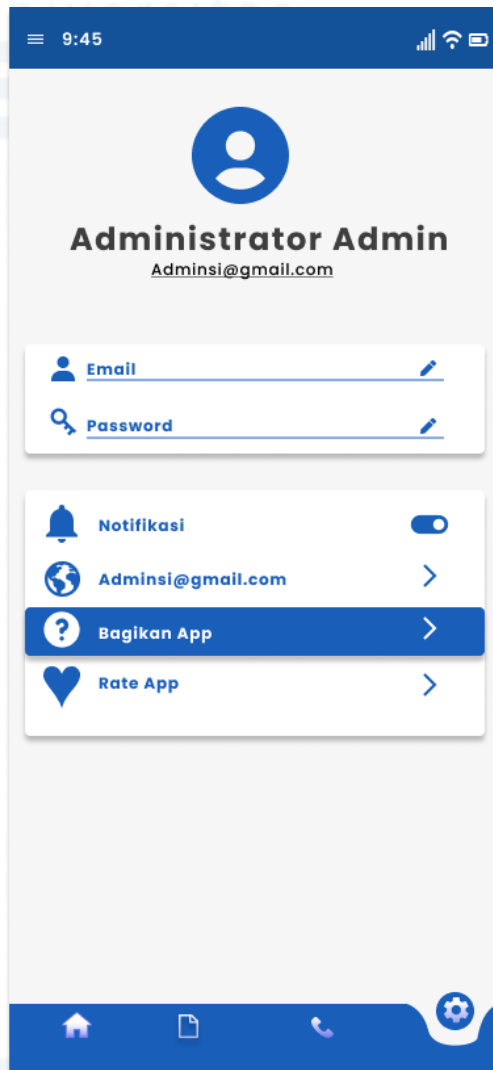 9:45
Administrator Admin
Adminsi@gmail.com
Email
Password
Notifikasi
Adminsi@gmail.com
Bagikan App
Rate App